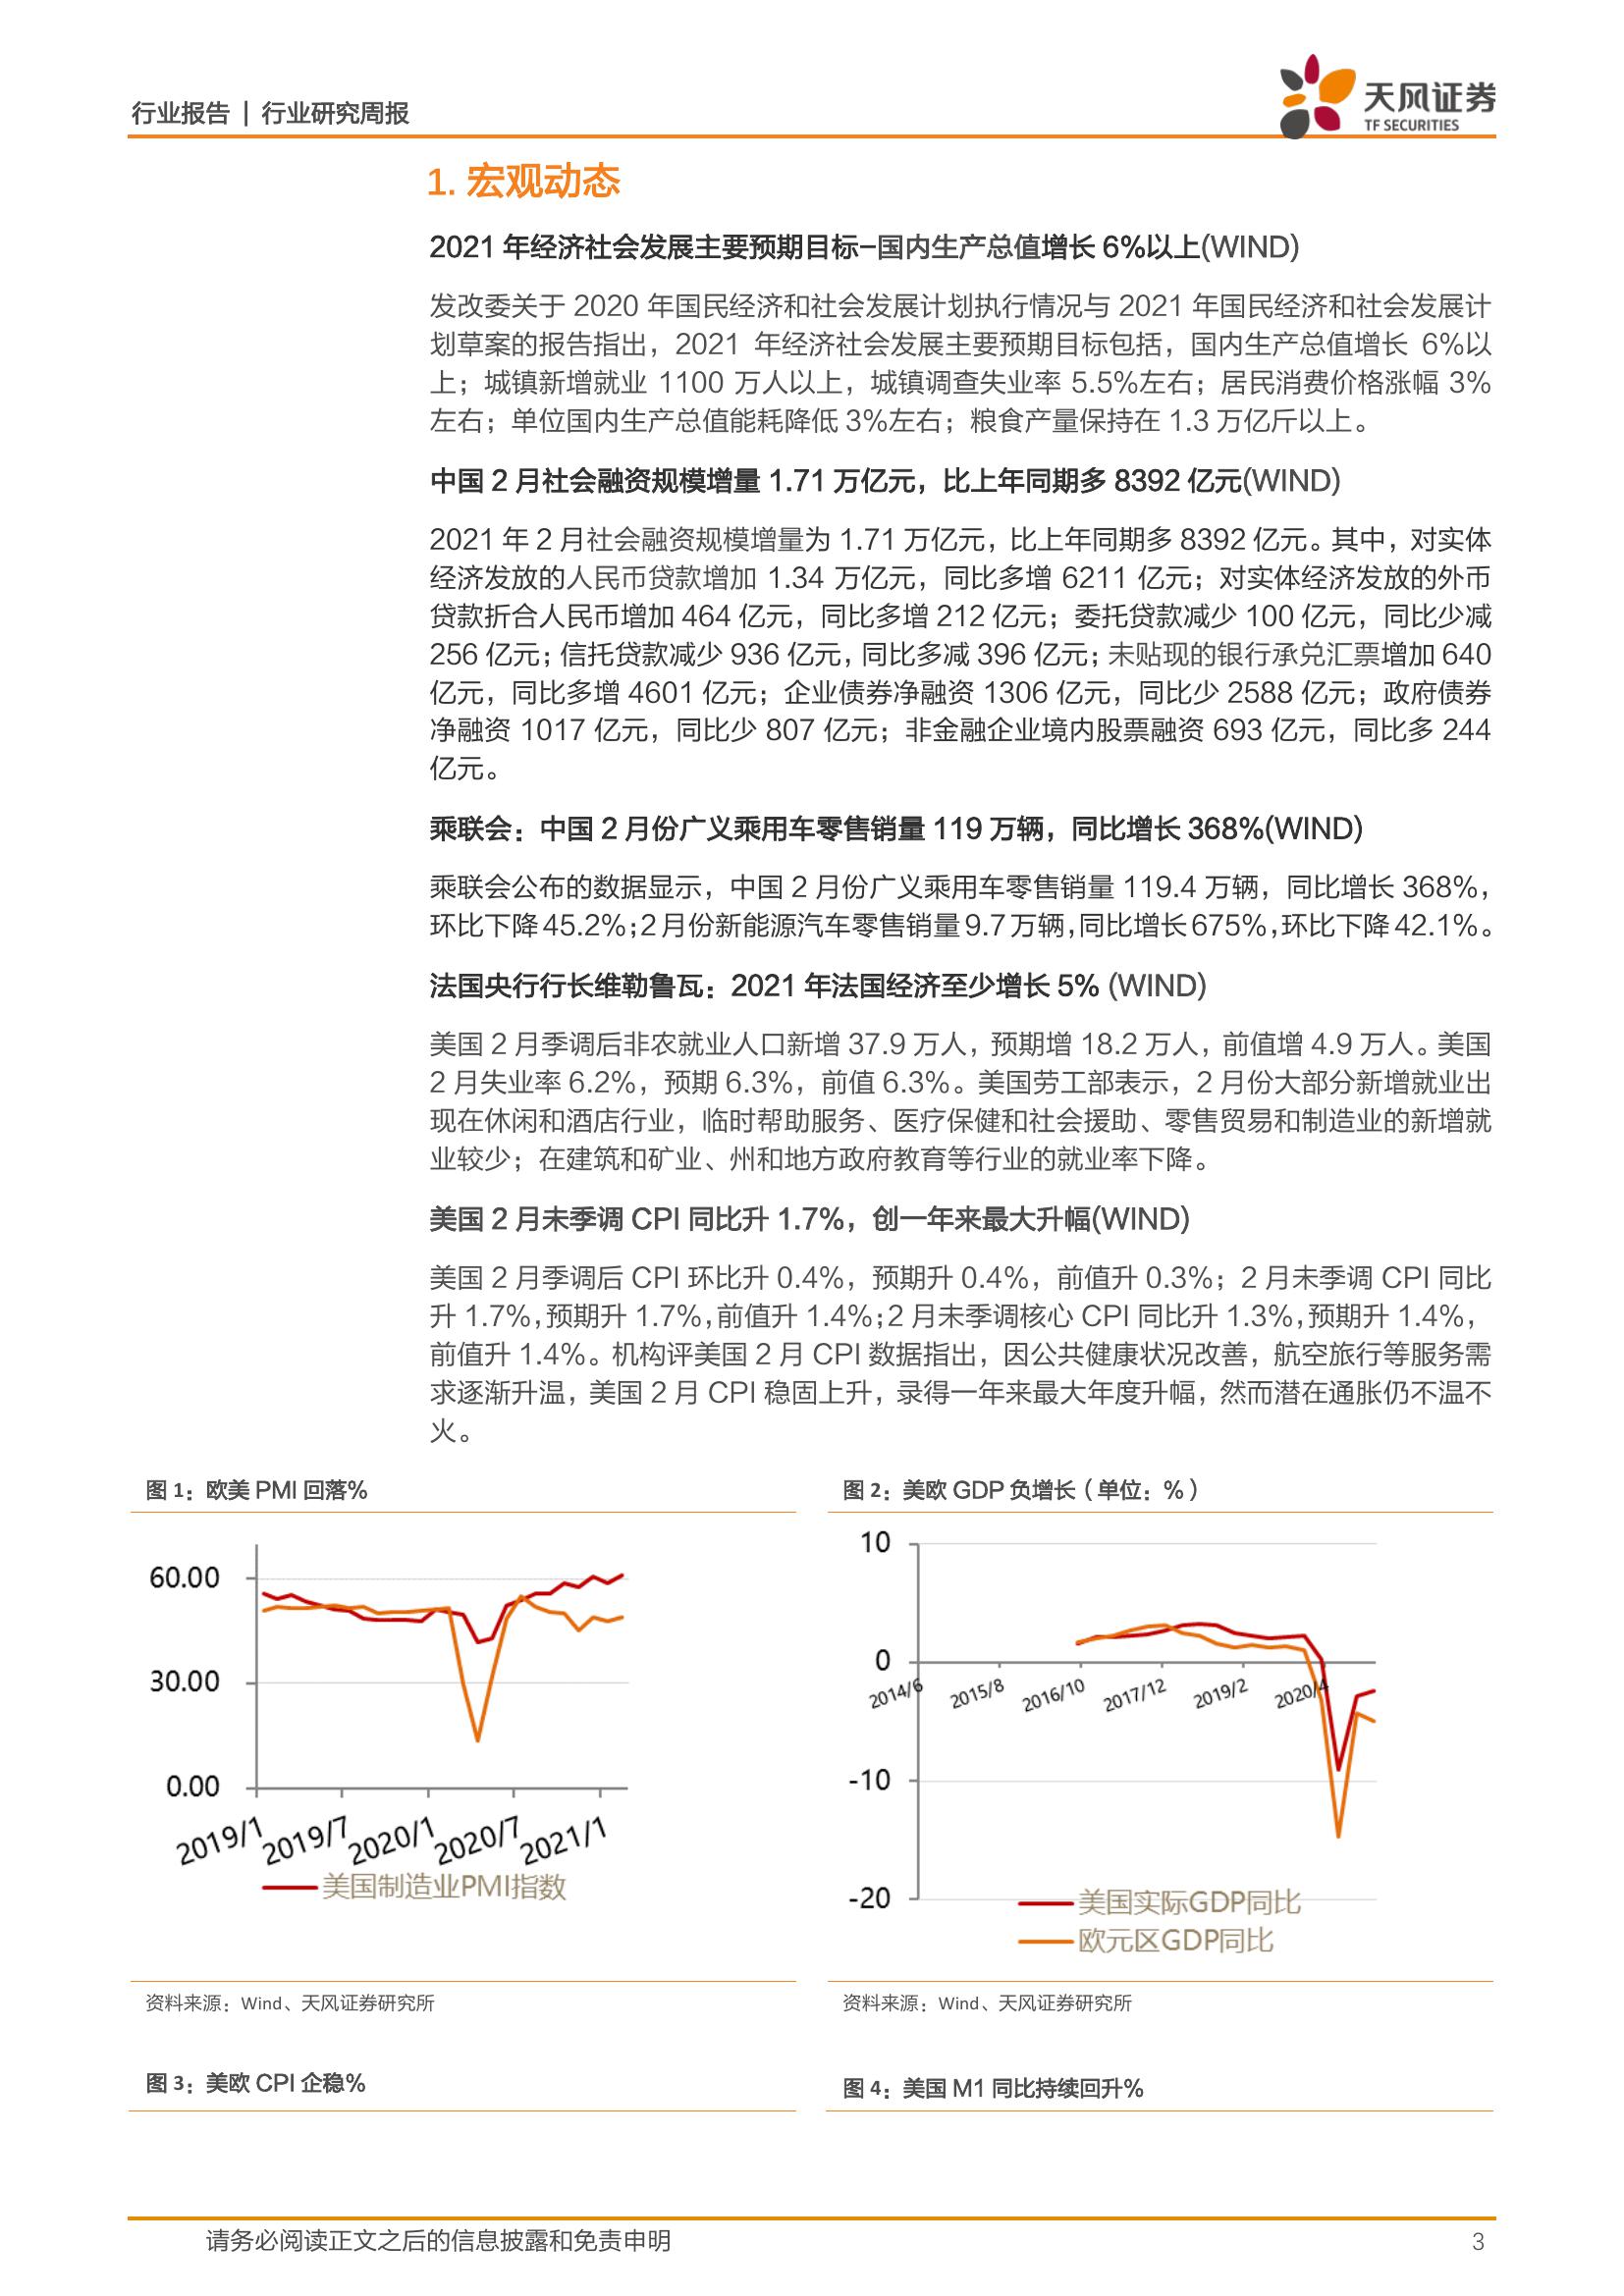 行业报告 | 行业研究周报
天风证券
TF SECURITIES
1. 宏观动态
2021 年经济社会发展主要预期目标–国内生产总值增长 6%以上(WIND)
发改委关于 2020 年国民经济和社会发展计划执行情况与 2021 年国民经济和社会发展计
划草案的报告指出，2021 年经济社会发展主要预期目标包括，国内生产总值增长 6%以
上；城镇新增就业 1100 万人以上，城镇调查失业率 5.5%左右；居民消费价格涨幅 3%
左右；单位国内生产总值能耗降低 3%左右；粮食产量保持在 1.3 万亿斤以上。
中国 2 月社会融资规模增量 1.71 万亿元，比上年同期多 8392 亿元(WIND)
2021 年 2 月社会融资规模增量为 1.71 万亿元，比上年同期多 8392 亿元。其中，对实体
经济发放的人民币贷款增加 1.34 万亿元，同比多增 6211 亿元；对实体经济发放的外币
贷款折合人民币增加 464 亿元，同比多增 212 亿元；委托贷款减少 100 亿元，同比少减
256 亿元；信托贷款减少 936 亿元，同比多减 396 亿元；未贴现的银行承兑汇票增加 640
亿元，同比多增 4601 亿元；企业债券净融资 1306 亿元，同比少 2588 亿元；政府债券
净融资 1017 亿元，同比少 807 亿元；非金融企业境内股票融资 693 亿元，同比多 244
亿元。
乘联会：中国 2 月份广义乘用车零售销量 119 万辆，同比增长 368%(WIND)
乘联会公布的数据显示，中国 2 月份广义乘用车零售销量 119.4 万辆，同比增长 368%，
环比下降 45.2%；2 月份新能源汽车零售销量 9.7 万辆，同比增长 675%，环比下降 42.1%。
法国央行行长维勒鲁瓦：2021 年法国经济至少增长 5% (WIND)
美国 2 月季调后非农就业人口新增 37.9 万人，预期增 18.2 万人，前值增 4.9 万人。美国
2 月失业率 6.2%，预期 6.3%，前值 6.3%。美国劳工部表示，2 月份大部分新增就业出
现在休闲和酒店行业，临时帮助服务、医疗保健和社会援助、零售贸易和制造业的新增就
业较少；在建筑和矿业、州和地方政府教育等行业的就业率下降。
美国 2 月未季调 CPI 同比升 1.7%，创一年来最大升幅(WIND)
美国 2 月季调后 CPI 环比升 0.4%，预期升 0.4%，前值升 0.3%；2 月未季调 CPI 同比
升 1.7%，预期升 1.7%，前值升 1.4%；2 月未季调核心 CPI 同比升 1.3%，预期升 1.4%，
前值升 1.4%。机构评美国 2 月 CPI 数据指出，因公共健康状况改善，航空旅行等服务需
求逐渐升温，美国 2 月 CPI 稳固上升，录得一年来最大年度升幅，然而潜在通胀仍不温不
火。
图 1：欧美 PMI 回落%
60.00
30.00
0.00
2019/1 2019/7 2020/1 2020/7 2021/1
美国制造业PMI指数
资料来源：Wind、天风证券研究所
图 2：美欧 GDP 负增长（单位：%）
10
0
-10
-20
2014/6 2015/8 2016/10 2017/12 2019/2 2020/4
美国实际GDP同比
欧元区GDP同比
资料来源：Wind、天风证券研究所
图 3：美欧 CPI 企稳%
图 4：美国 M1 同比持续回升%
请务必阅读正文之后的信息披露和免责申明
3